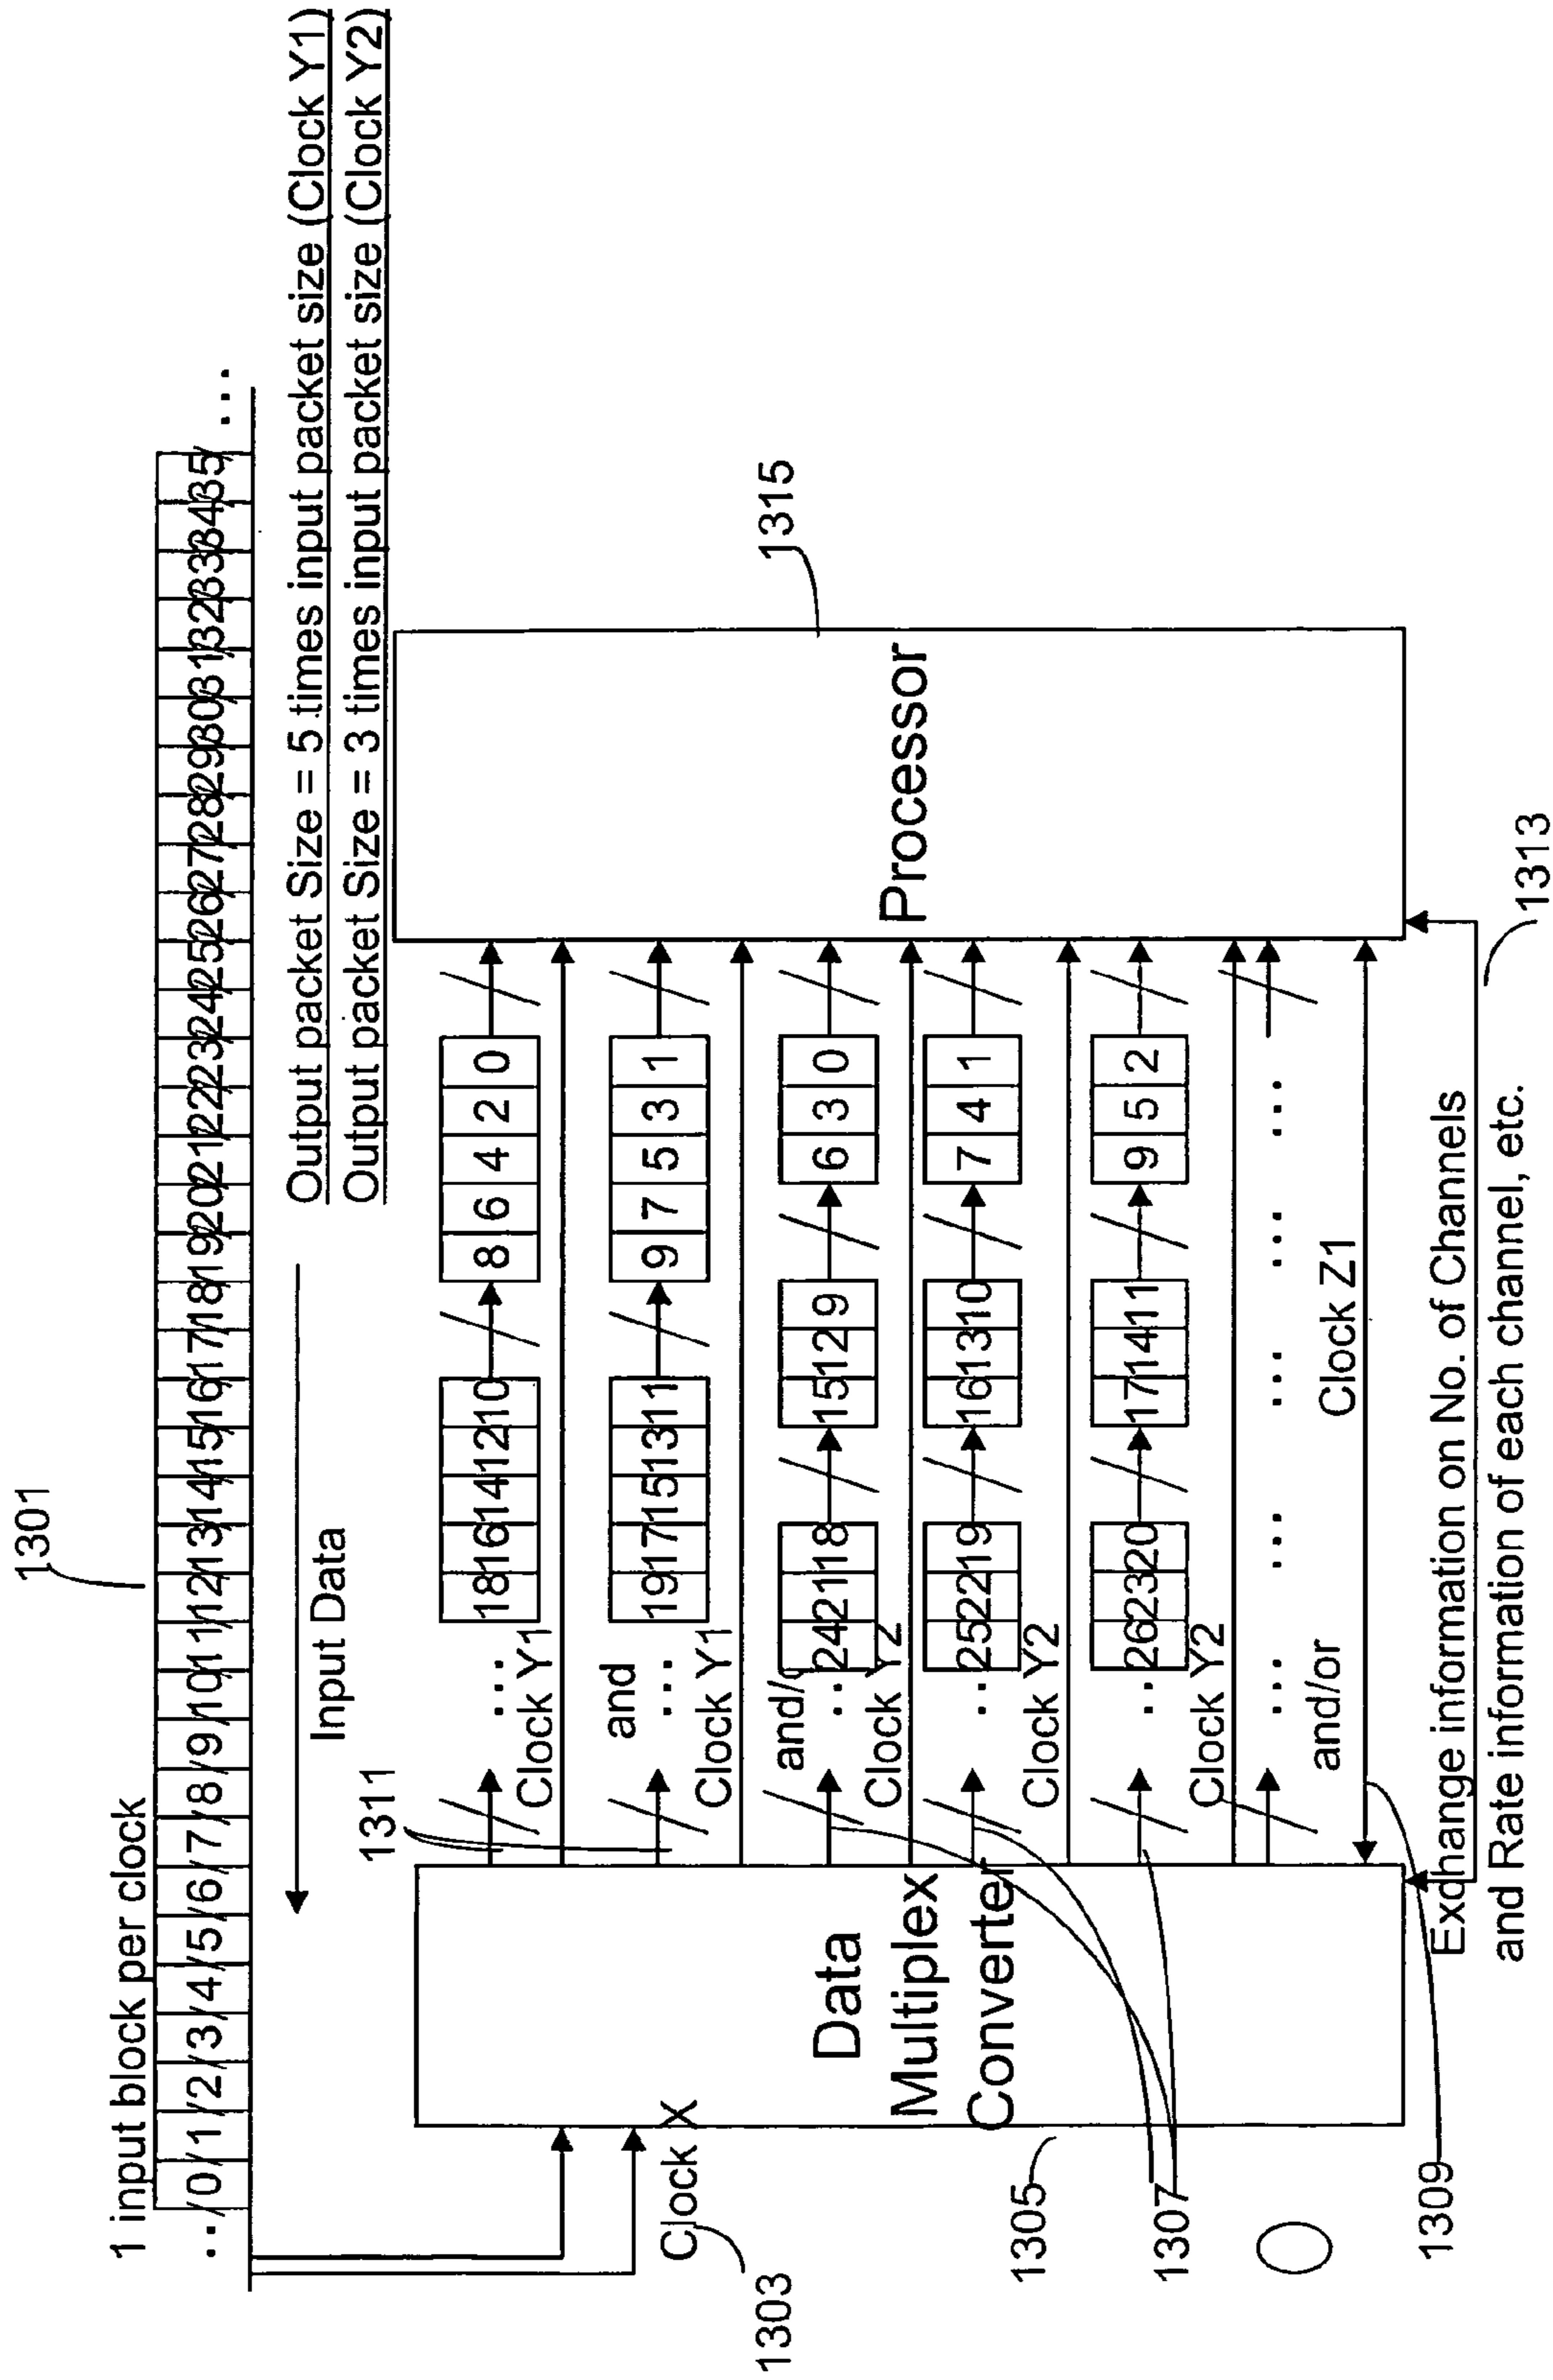 1301
1 input block per clock
.../0/1/2/3/4/5/6/7/8/9/10/11/12/13/14/15/16/17/18/19/20/21/22/23/24/25/26/27/28/29/30/31/32/33/34/35/ ...
Input Data
Output packet Size = 5 times input packet size (Clock Y1)
Output packet Size = 3 times input packet size (Clock Y2)
Clock X
1303
1305
Data
Multiplex
Converter
1311
... 18 16 14 12 10 8 6 4 2 0
Clock Y1
and
... 19 17 15 13 11 9 7 5 3 1
Clock Y1
and/
... 24 21 18 15 12 9 6 3 0
Clock Y2
... 25 22 19 16 13 10 7 4 1
Clock Y2
... 26 23 20 17 14 11 9 5 2
Clock Y2
... ... ... ... ...
and/or
Clock Z1
Processor
1315
1307
1309
Exchange information on No. of Channels
and Rate information of each channel, etc.
1313